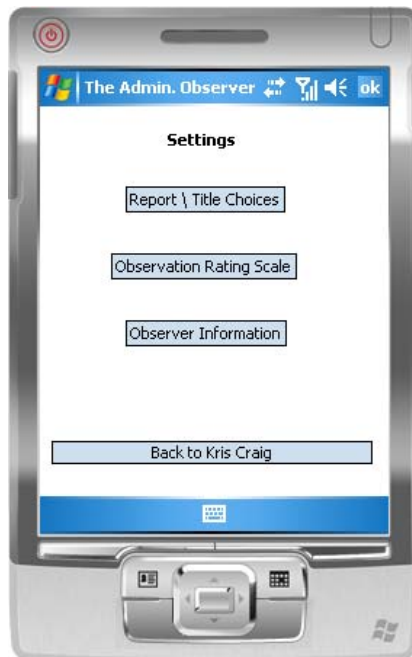 The Admin. Observer ok
Settings
Report \ Title Choices
Observation Rating Scale
Observer Information
Back to Kris Craig